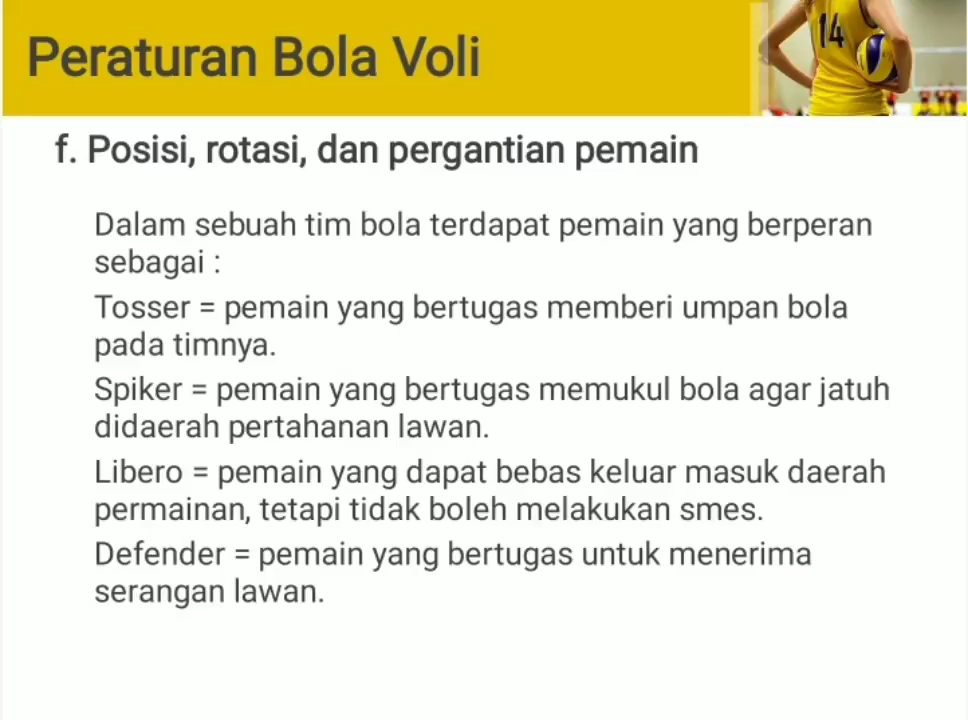 Peraturan Bola Voli
14
f. Posisi, rotasi, dan pergantian pemain
Dalam sebuah tim bola terdapat pemain yang berperan
sebagai :
Tosser = pemain yang bertugas memberi umpan bola
pada timnya.
Spiker = pemain yang bertugas memukul bola agar jatuh
didaerah pertahanan lawan.
Libero = pemain yang dapat bebas keluar masuk daerah
permainan, tetapi tidak boleh melakukan smes.
Defender = pemain yang bertugas untuk menerima
serangan lawan.